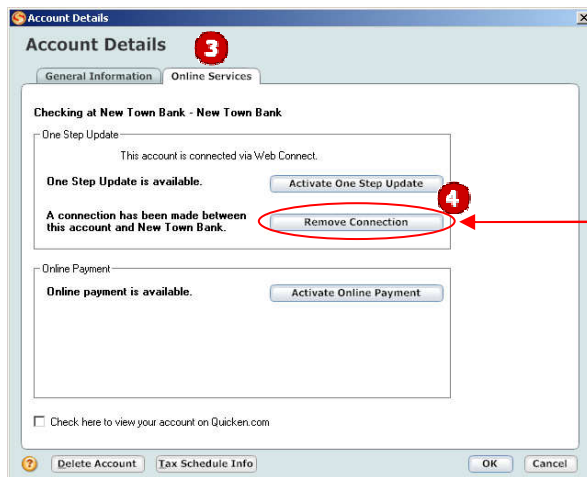 Account Details
Account Details
3
General Information Online Services
Checking at New Town Bank - New Town Bank
One Step Update
This account is connected via Web Connect.
One Step Update is available. Activate One Step Update
4
A connection has been made between
this account and New Town Bank. Remove Connection
Online Payment
Online payment is available. Activate Online Payment
Check here to view your account on Quicken.com
? Delete Account Tax Schedule Info OK Cancel